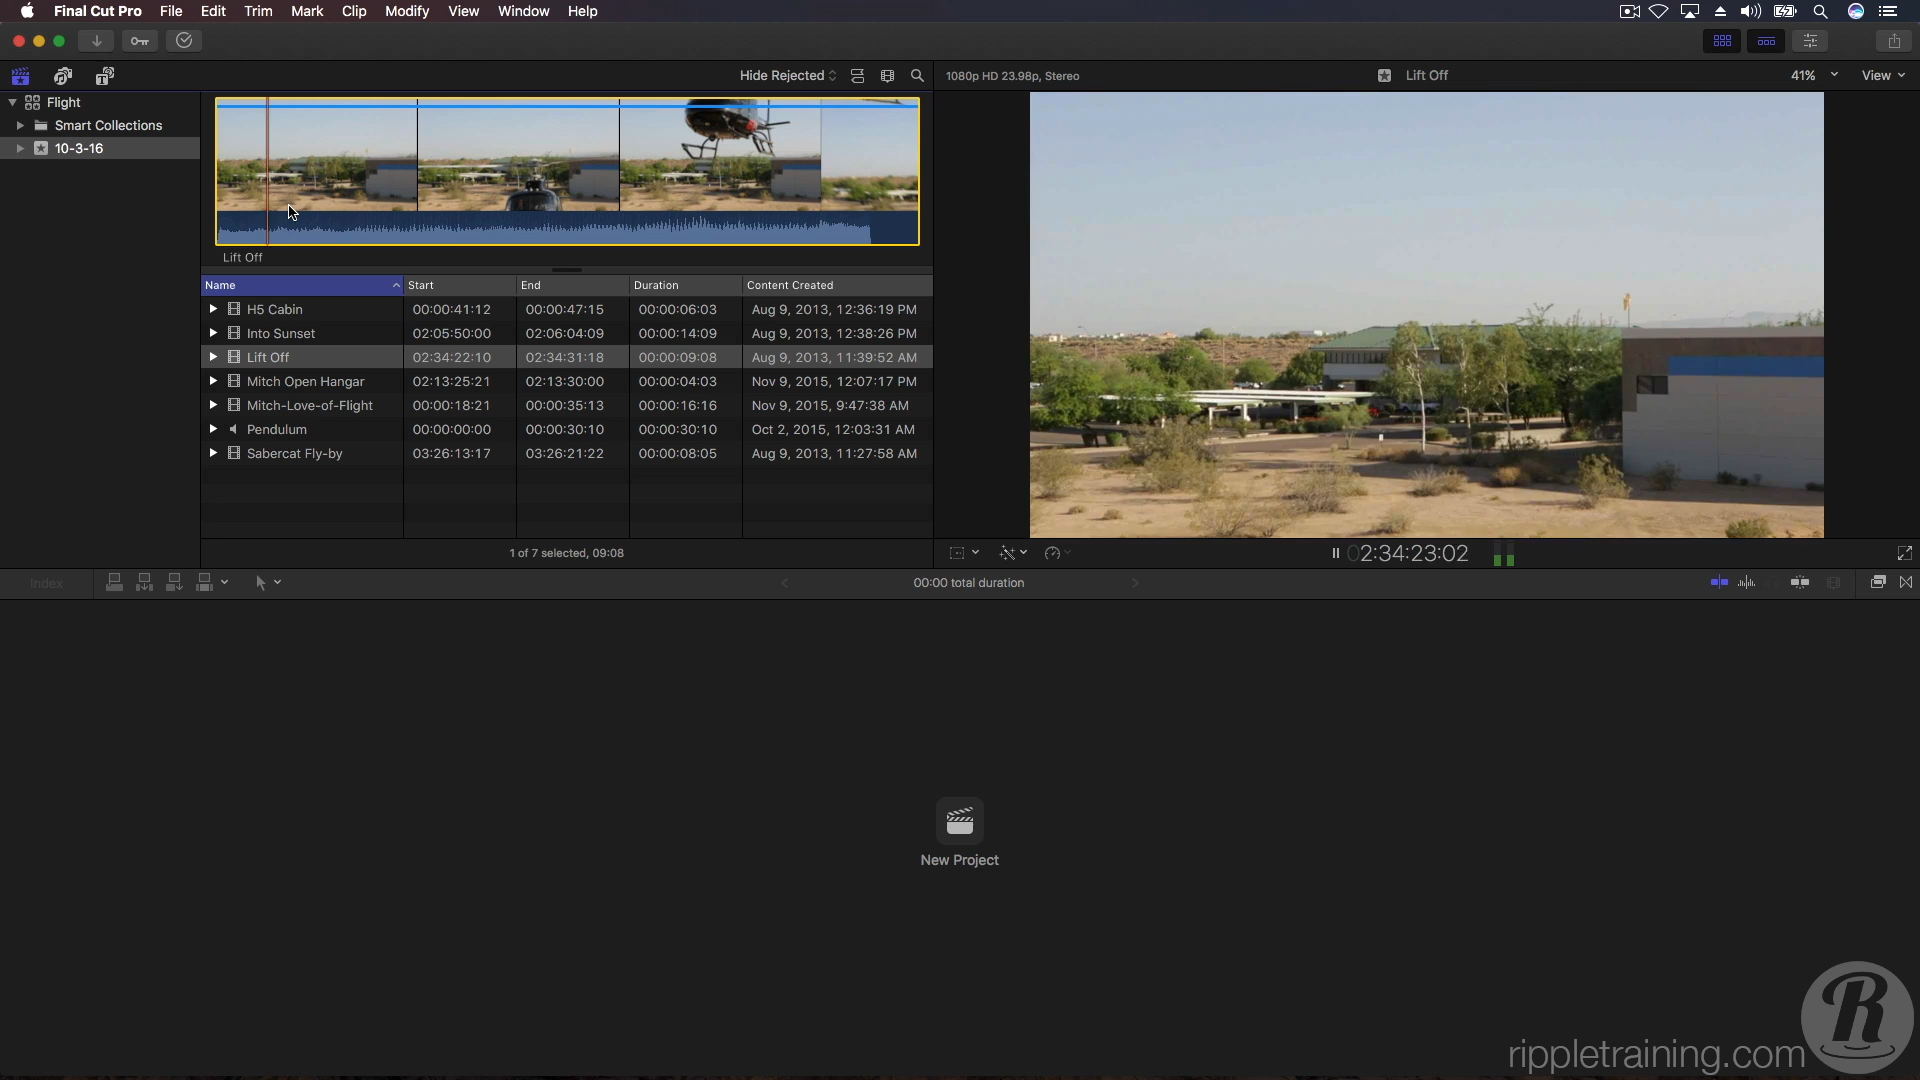 Final Cut Pro File Edit Trim Mark Clip Modify View Window Help
Hide Rejected
1080p HD 23.98p, Stereo
Lift Off
41%
View
Flight
Smart Collections
10-3-16
Lift Off
Name Start End Duration Content Created
H5 Cabin 00:00:41:12 00:00:47:15 00:00:06:03 Aug 9, 2013, 12:36:19 PM
Into Sunset 02:05:50:00 02:06:04:09 00:00:14:09 Aug 9, 2013, 12:38:26 PM
Lift Off 02:34:22:10 02:34:31:18 00:00:09:08 Aug 9, 2013, 11:39:52 AM
Mitch Open Hangar 02:13:25:21 02:13:30:00 00:00:04:03 Nov 9, 2015, 12:07:17 PM
Mitch-Love-of-Flight 00:00:18:21 00:00:35:13 00:00:16:16 Nov 9, 2015, 9:47:38 AM
Pendulum 00:00:00:00 00:00:30:10 00:00:30:10 Oct 2, 2015, 12:03:31 AM
Sabercat Fly-by 03:26:13:17 03:26:21:22 00:00:08:05 Aug 9, 2013, 11:27:58 AM
1 of 7 selected, 09:08
02:34:23:02
Index
00:00 total duration
New Project
R
rippletraining.com